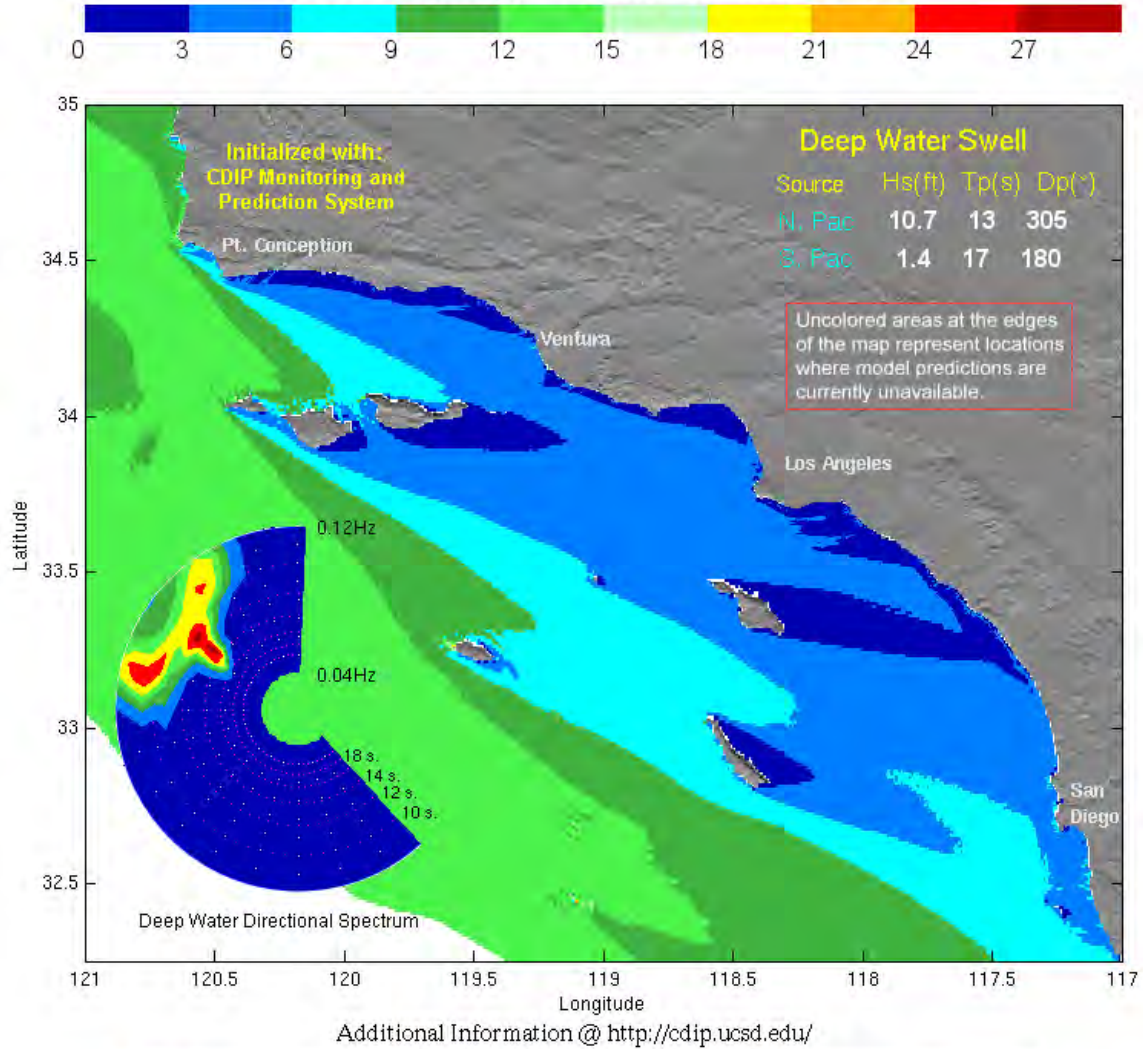 0 3 6 9 12 15 18 21 24 27
35
Initialized with:
CDIP Monitoring and
Prediction System
Deep Water Swell
Source Hs(ft) Tp(s) Dp(°)
N. Pac 10.7 13 305
S. Pac 1.4 17 180
Pt. Conception
34.5
Uncolored areas at the edges
of the map represent locations
where model predictions are
currently unavailable.
Ventura
34
Los Angeles
Latitude
0.12Hz
33.5
0.04Hz
33
18 s.
14 s.
12 s.
10 s.
San
Diego
32.5
Deep Water Directional Spectrum
121 120.5 120 119.5 119 118.5 118 117.5 117
Longitude
Additional Information @ http://cdip.ucsd.edu/